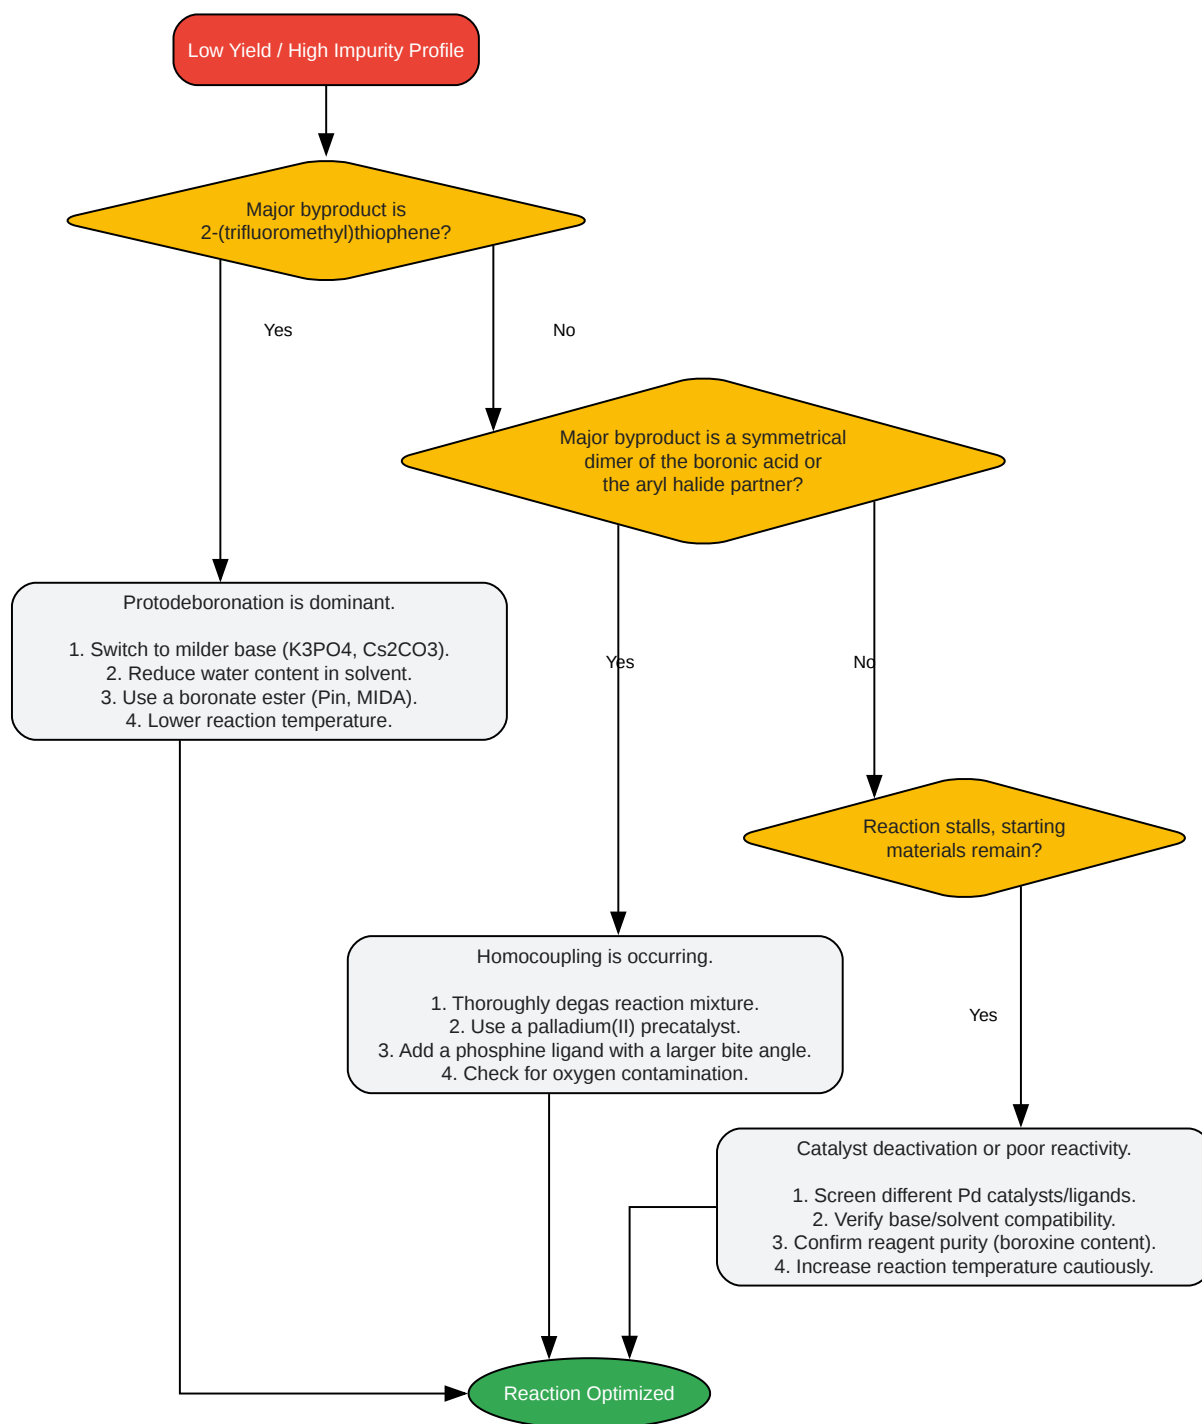 Low Yield / High Impurity Profile
Major byproduct is
2-(trifluoromethyl)thiophene?
Yes
No
Major byproduct is a symmetrical
dimer of the boronic acid or
the aryl halide partner?
Protodeboronation is dominant.
1. Switch to milder base (K3PO4, Cs2CO3).
2. Reduce water content in solvent.
3. Use a boronate ester (Pin, MIDA).
4. Lower reaction temperature.
Yes
No
Reaction stalls, starting
materials remain?
Homocoupling is occurring.
1. Thoroughly degas reaction mixture.
2. Use a palladium(II) precatalyst.
3. Add a phosphine ligand with a larger bite angle.
4. Check for oxygen contamination.
Yes
Catalyst deactivation or poor reactivity.
1. Screen different Pd catalysts/ligands.
2. Verify base/solvent compatibility.
3. Confirm reagent purity (boroxine content).
4. Increase reaction temperature cautiously.
Reaction Optimized